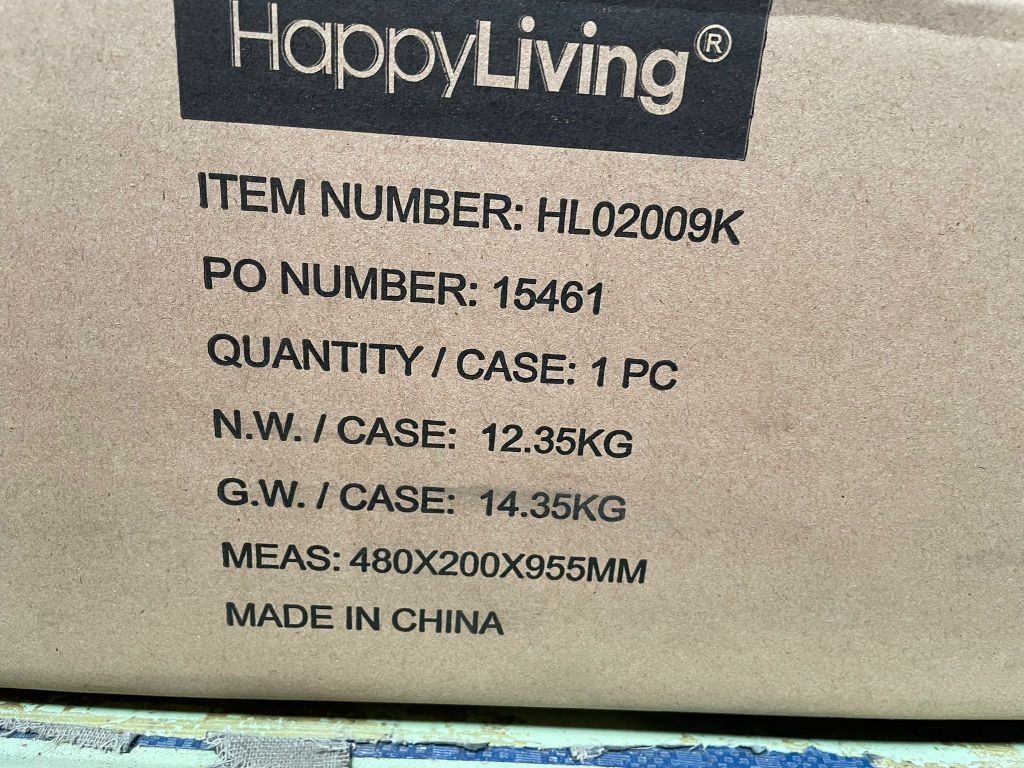 HappyLiving®
ITEM NUMBER: HL02009K
PO NUMBER: 15461
QUANTITY / CASE: 1 PC
N.W. / CASE: 12.35KG
G.W. / CASE: 14.35KG
MEAS: 480X200X955MM
MADE IN CHINA